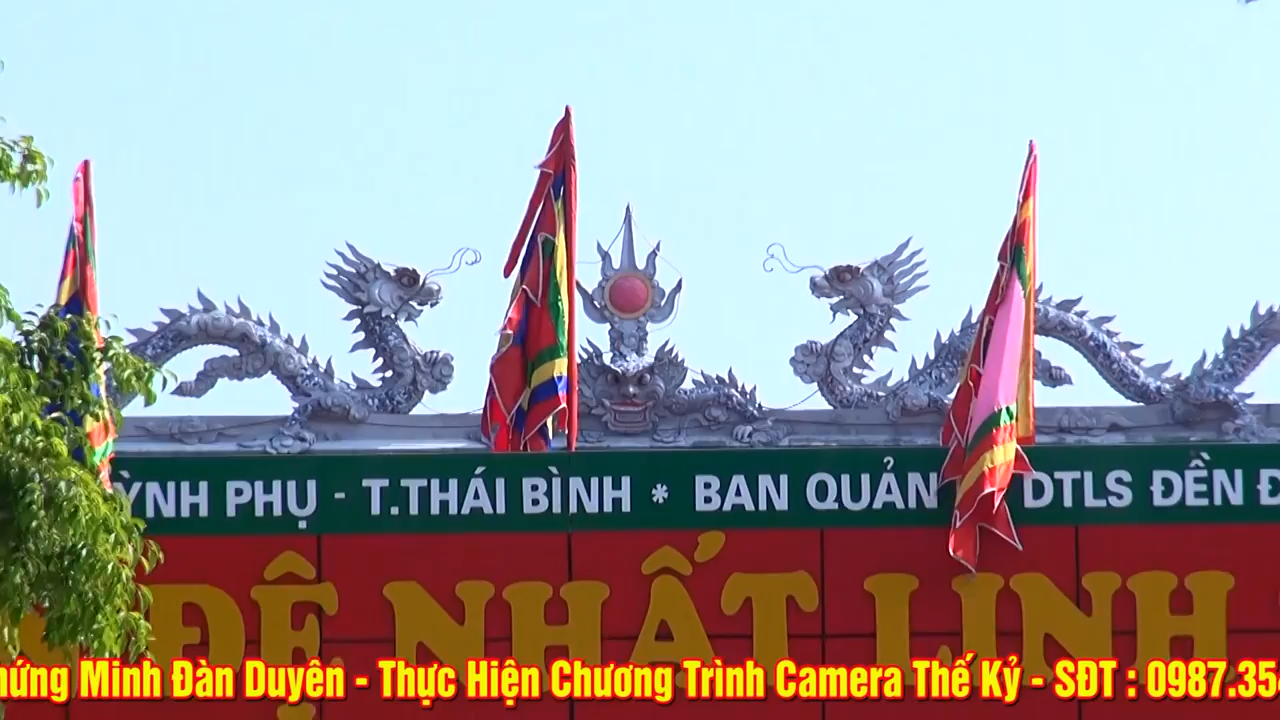 ỲNH PHỤ - T.THÁI BÌNH * BAN QUẢN DTLS ĐỀN
ĐỆ NHẤT LINH
Minh Đàn Duyên - Thực Hiện Chương Trình Camera Thế Kỷ - SĐT : 0987.35